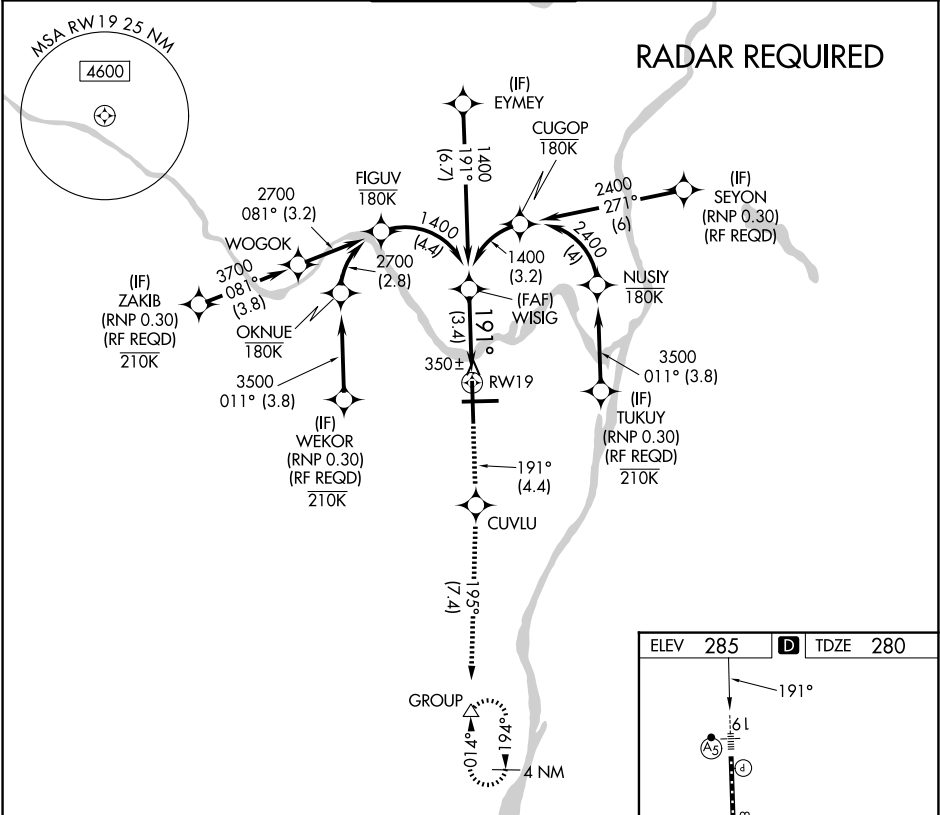 MSA RW19 25 NM
4600
RADAR REQUIRED
(IF)
EYMEY
1400
191°
(6.7)
CUGOP
180K
FIGUV
180K
2700
081° (3.2)
WOGOK
3700
081°
(3.8)
(IF)
ZAKIB
(RNP 0.30)
(RF REQD)
210K
1400
(4.4)
2700
(2.8)
OKNUE
180K
3500
011° (3.8)
(IF)
WEKOR
(RNP 0.30)
(RF REQD)
210K
2400
271°
(6)
(IF)
SEYON
(RNP 0.30)
(RF REQD)
2400
(4)
1400
(3.2)
NUSIY
180K
(FAF)
WISIG
191°
(3.4)
350±
RW19
3500
011° (3.8)
(IF)
TUKUY
(RNP 0.30)
(RF REQD)
210K
191°
(4.4)
CUVLU
195°
(7.4)
GROUP
014°
194°
4 NM
ELEV 285 D TDZE 280
191°
19
A5
P